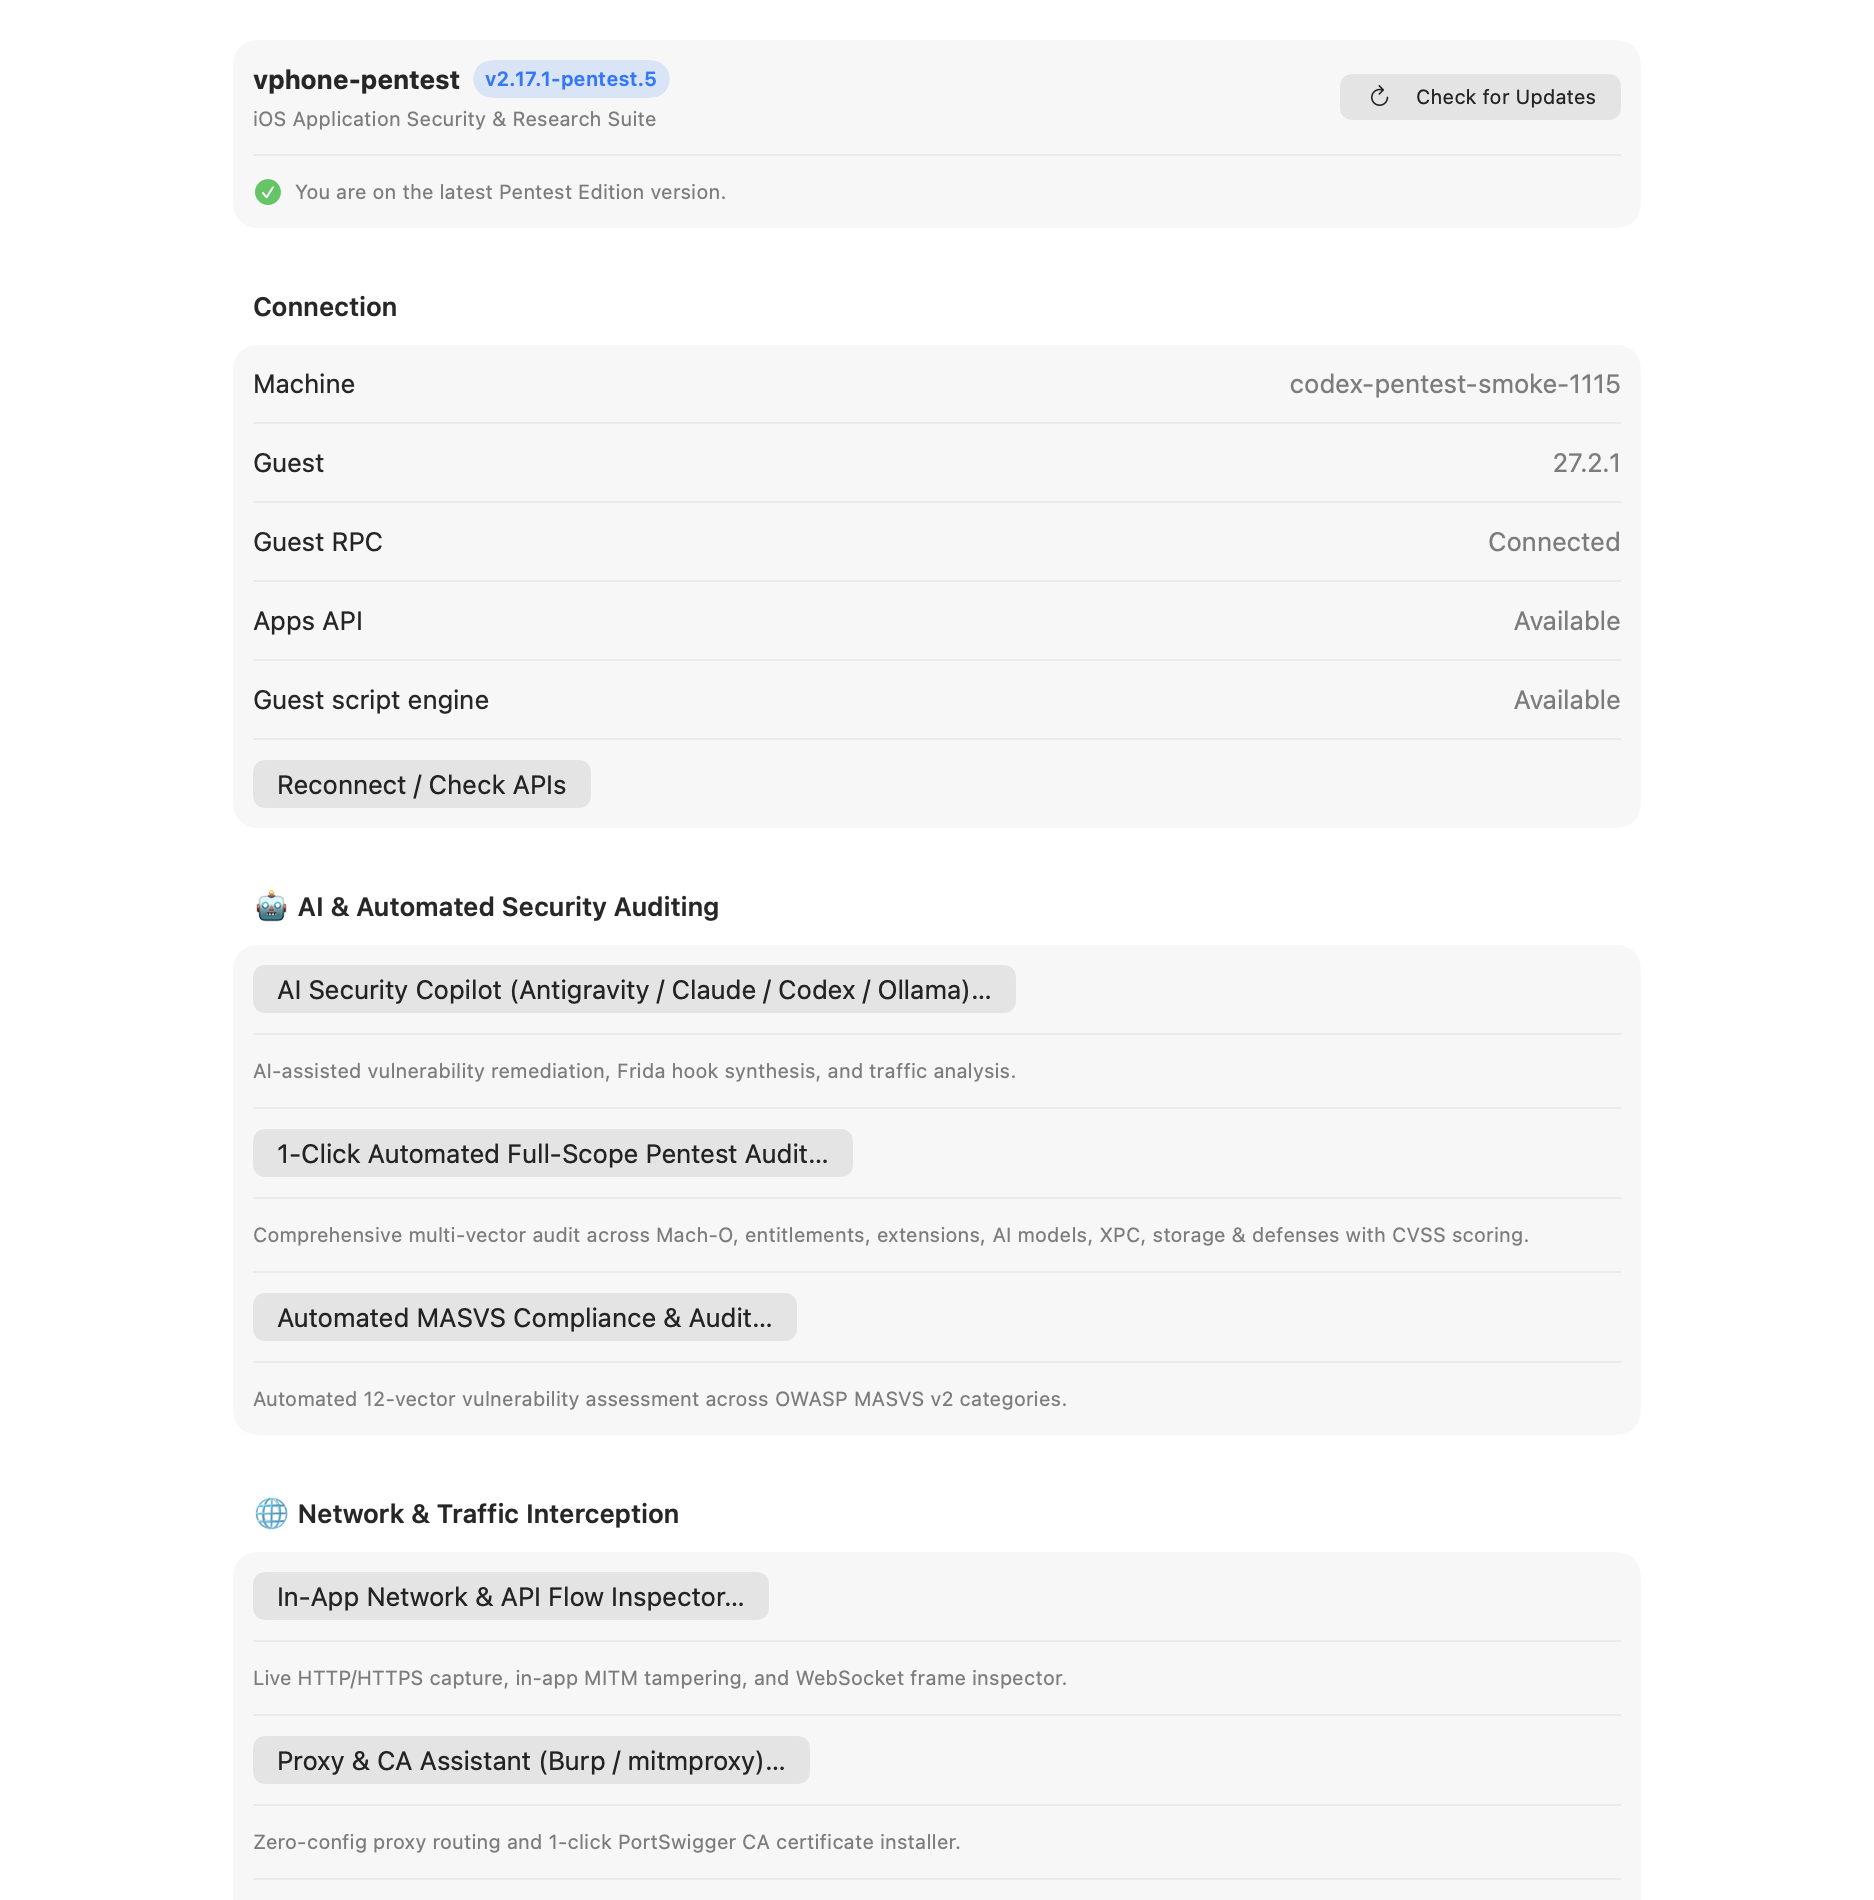 vphone-pentest v2.17.1-pentest.5
iOS Application Security & Research Suite
Check for Updates
You are on the latest Pentest Edition version.
Connection
Machine codex-pentest-smoke-1115
Guest 27.2.1
Guest RPC Connected
Apps API Available
Guest script engine Available
Reconnect / Check APIs
AI & Automated Security Auditing
AI Security Copilot (Antigravity / Claude / Codex / Ollama)...
AI-assisted vulnerability remediation, Frida hook synthesis, and traffic analysis.
1-Click Automated Full-Scope Pentest Audit...
Comprehensive multi-vector audit across Mach-O, entitlements, extensions, AI models, XPC, storage & defenses with CVSS scoring.
Automated MASVS Compliance & Audit...
Automated 12-vector vulnerability assessment across OWASP MASVS v2 categories.
Network & Traffic Interception
In-App Network & API Flow Inspector...
Live HTTP/HTTPS capture, in-app MITM tampering, and WebSocket frame inspector.
Proxy & CA Assistant (Burp / mitmproxy)...
Zero-config proxy routing and 1-click PortSwigger CA certificate installer.